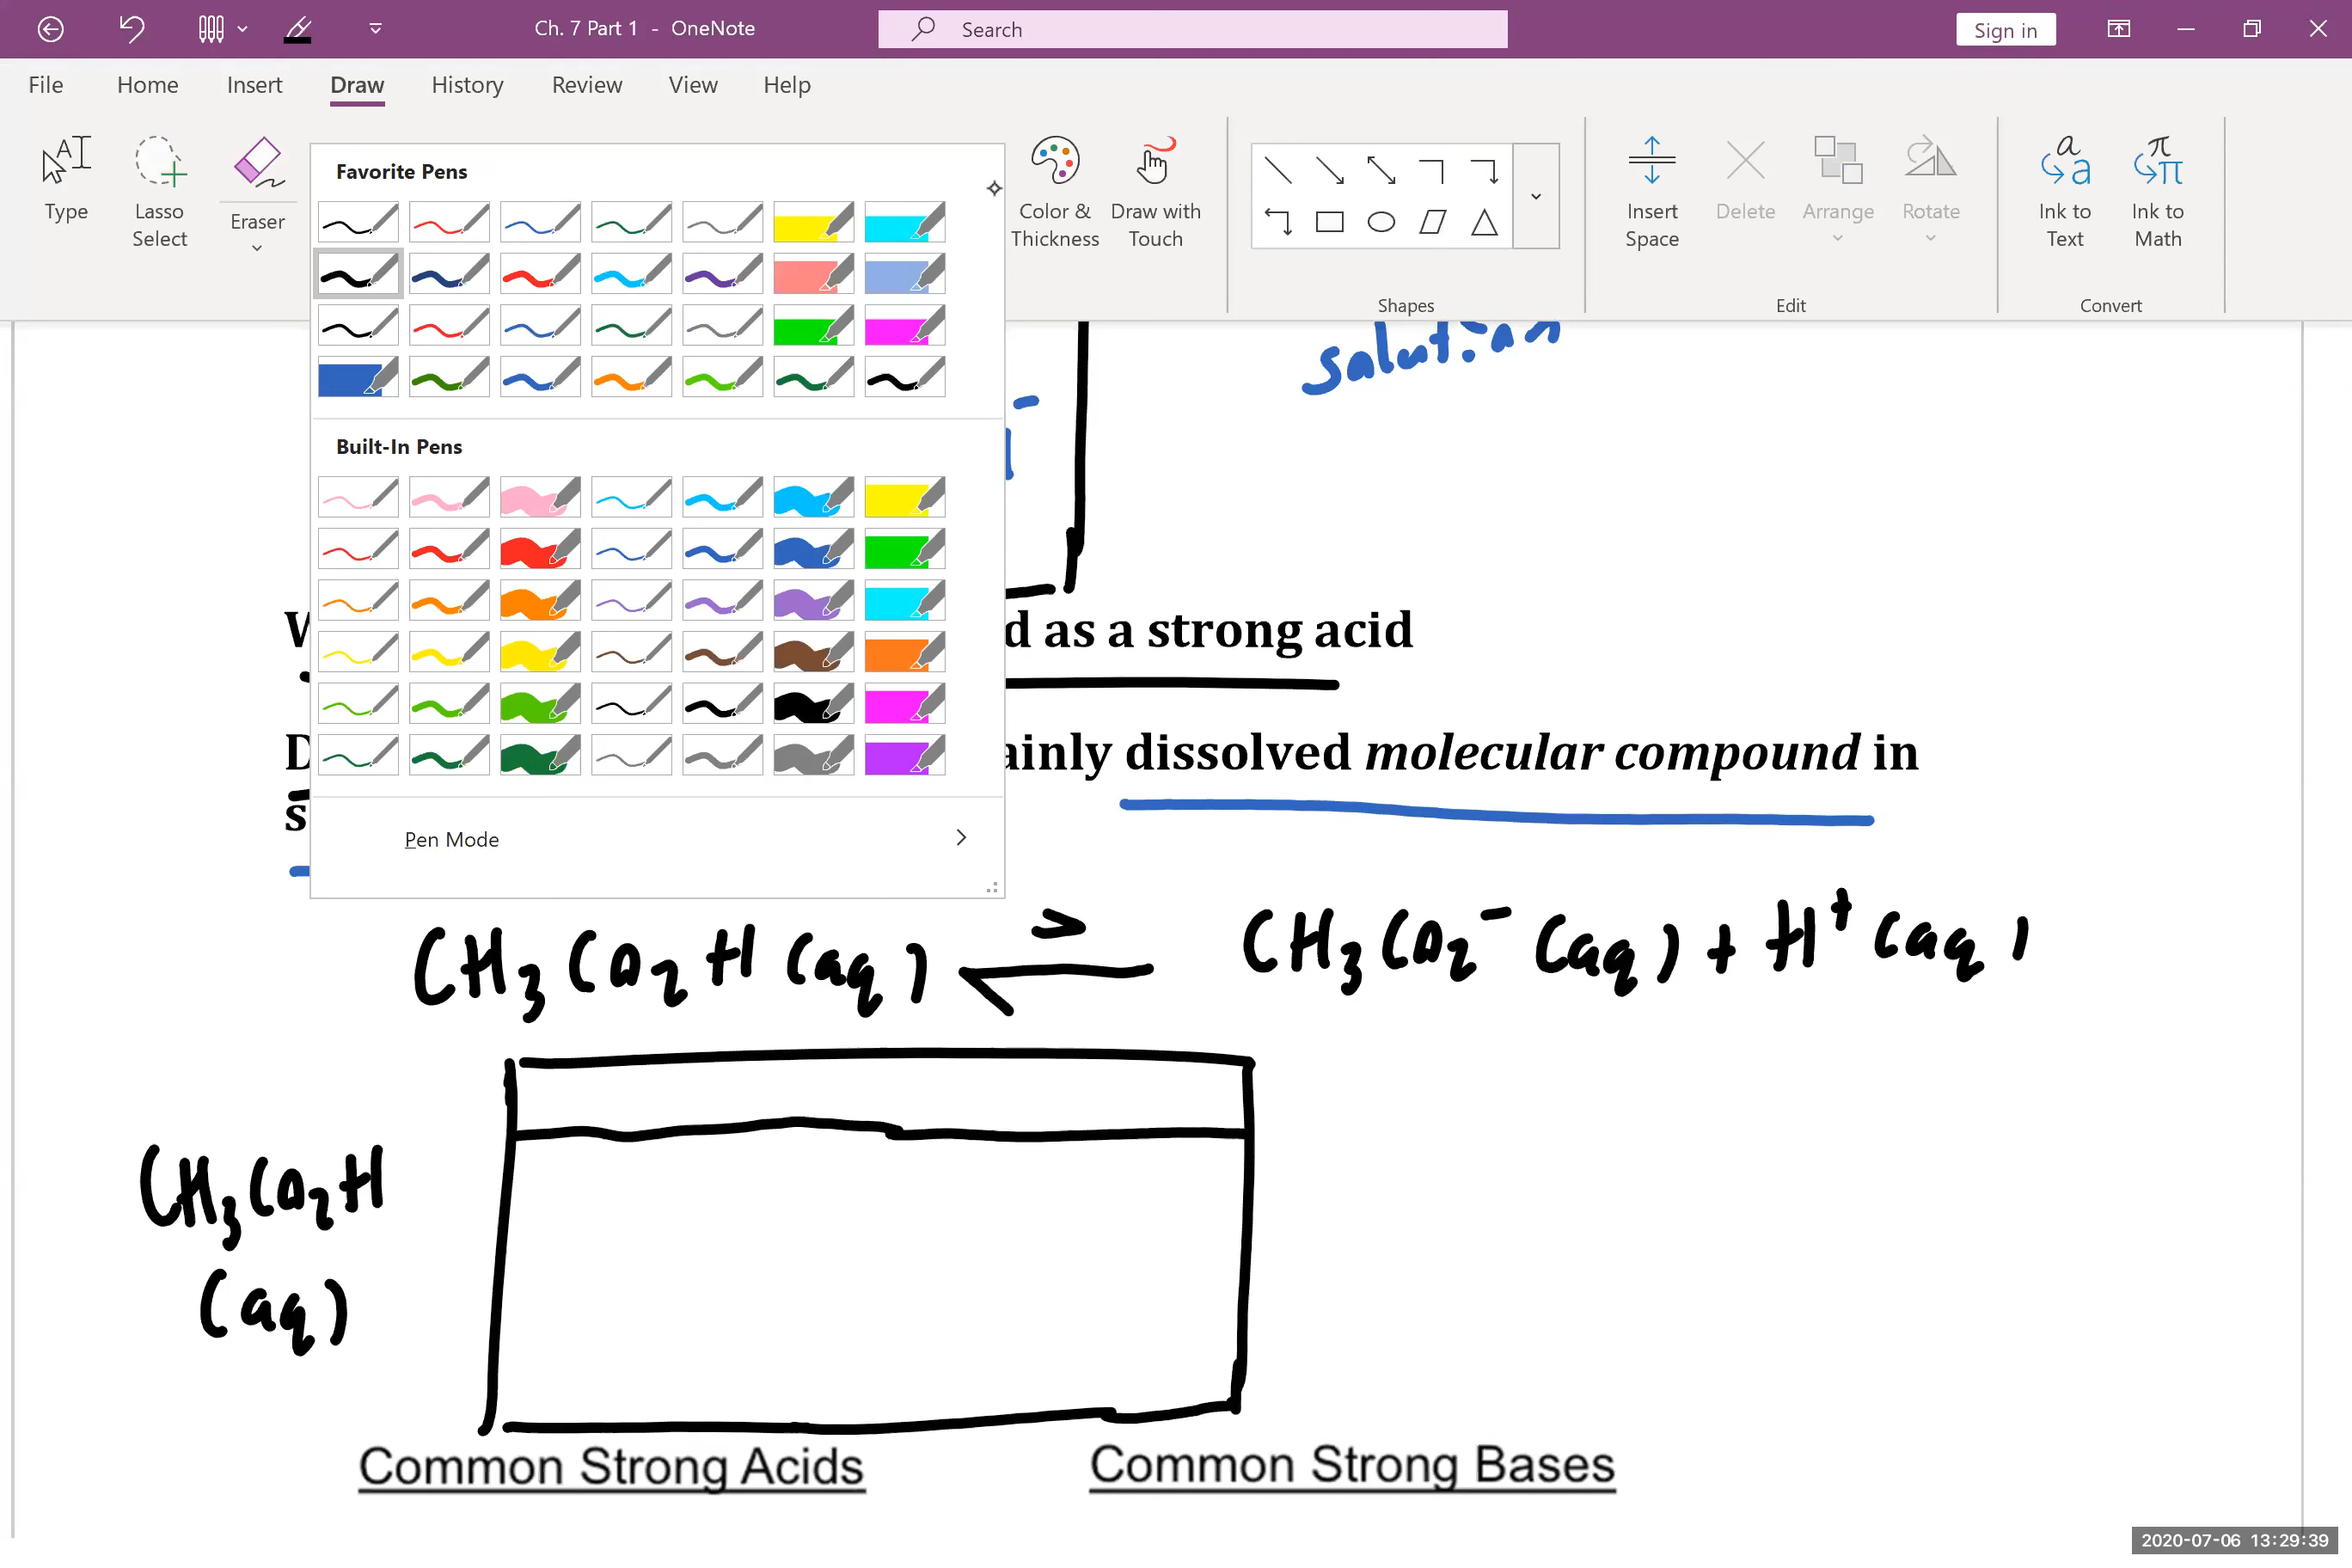 Ch. 7 Part 1 - OneNote
Search
Sign in
File Home Insert Draw History Review View Help
Type
Lasso Select
Eraser
Favorite Pens
Built-In Pens
Pen Mode
Color & Thickness
Draw with Touch
Shapes
Insert Space
Delete
Arrange
Rotate
Edit
Ink to Text
Ink to Math
Convert
solution
d as a strong acid
D
ainly dissolved molecular compound in
s
CH3CO2H (aq) ⇌ CH3CO2⁻ (aq) + H⁺ (aq)
CH3CO2H
(aq)
Common Strong Acids
Common Strong Bases
2020-07-06 13:29:39